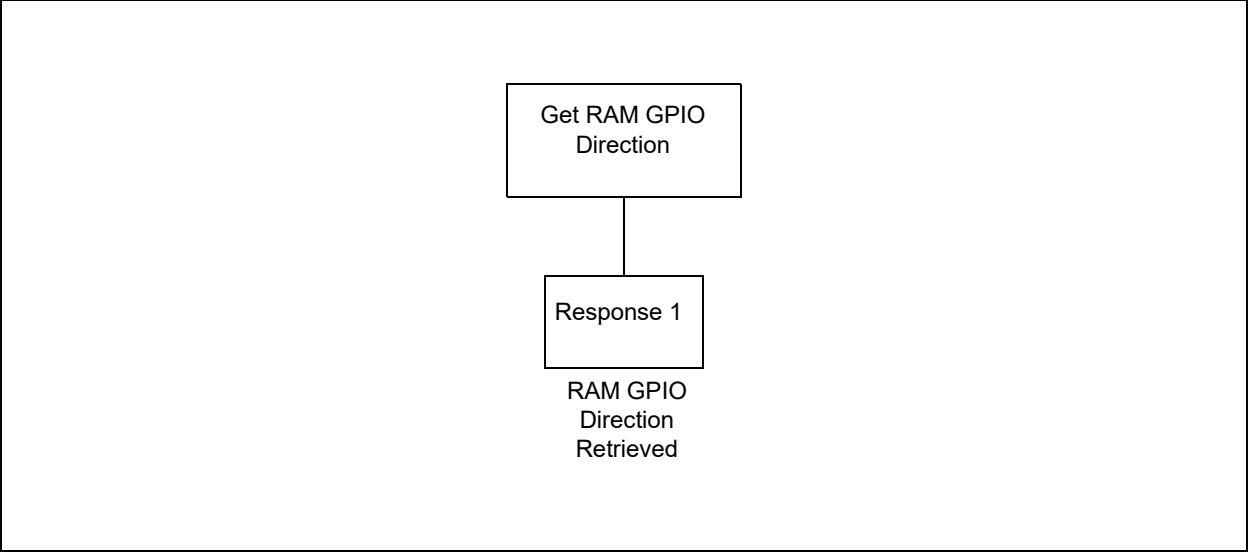 Get RAM GPIO
Direction
Response 1
RAM GPIO
Direction
Retrieved